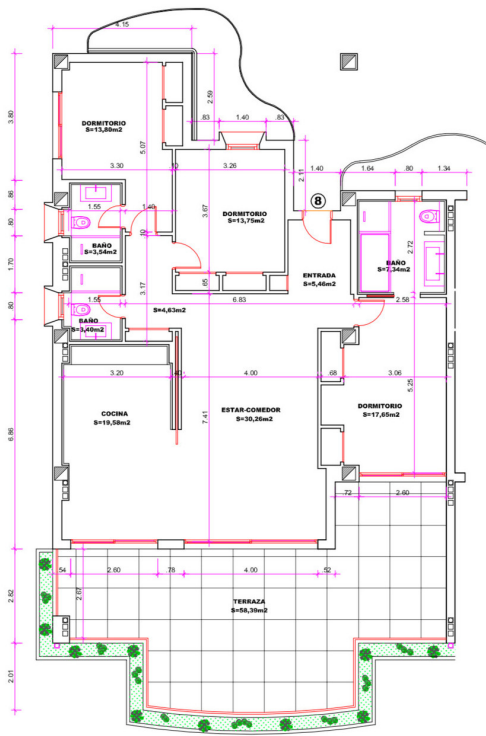 4.15
3.80
2.59
DORMITORIO
S=13,80m2
.83
1.40
.83
5.07
2.11
3.30
.10
3.26
1.40
1.64
.80
1.34
.86
3.67
8
1.55
1.40
DORMITORIO
S=13,75m2
.80
2.72
BAÑO
S=3,54m2
.10
BAÑO
S=7,34m2
ENTRADA
S=5,46m2
1.70
3.17
.65
1.55
6.83
2.58
S=4,63m2
.80
BAÑO
S=3,40m2
3.20
.40
4.00
.68
3.06
5.25
DORMITORIO
S=17,65m2
COCINA
S=19,58m2
ESTAR-COMEDOR
S=30,26m2
7.41
6.86
.72
2.60
.54
2.60
.78
4.00
.52
2.67
2.82
TERRAZA
S=58,39m2
2.01